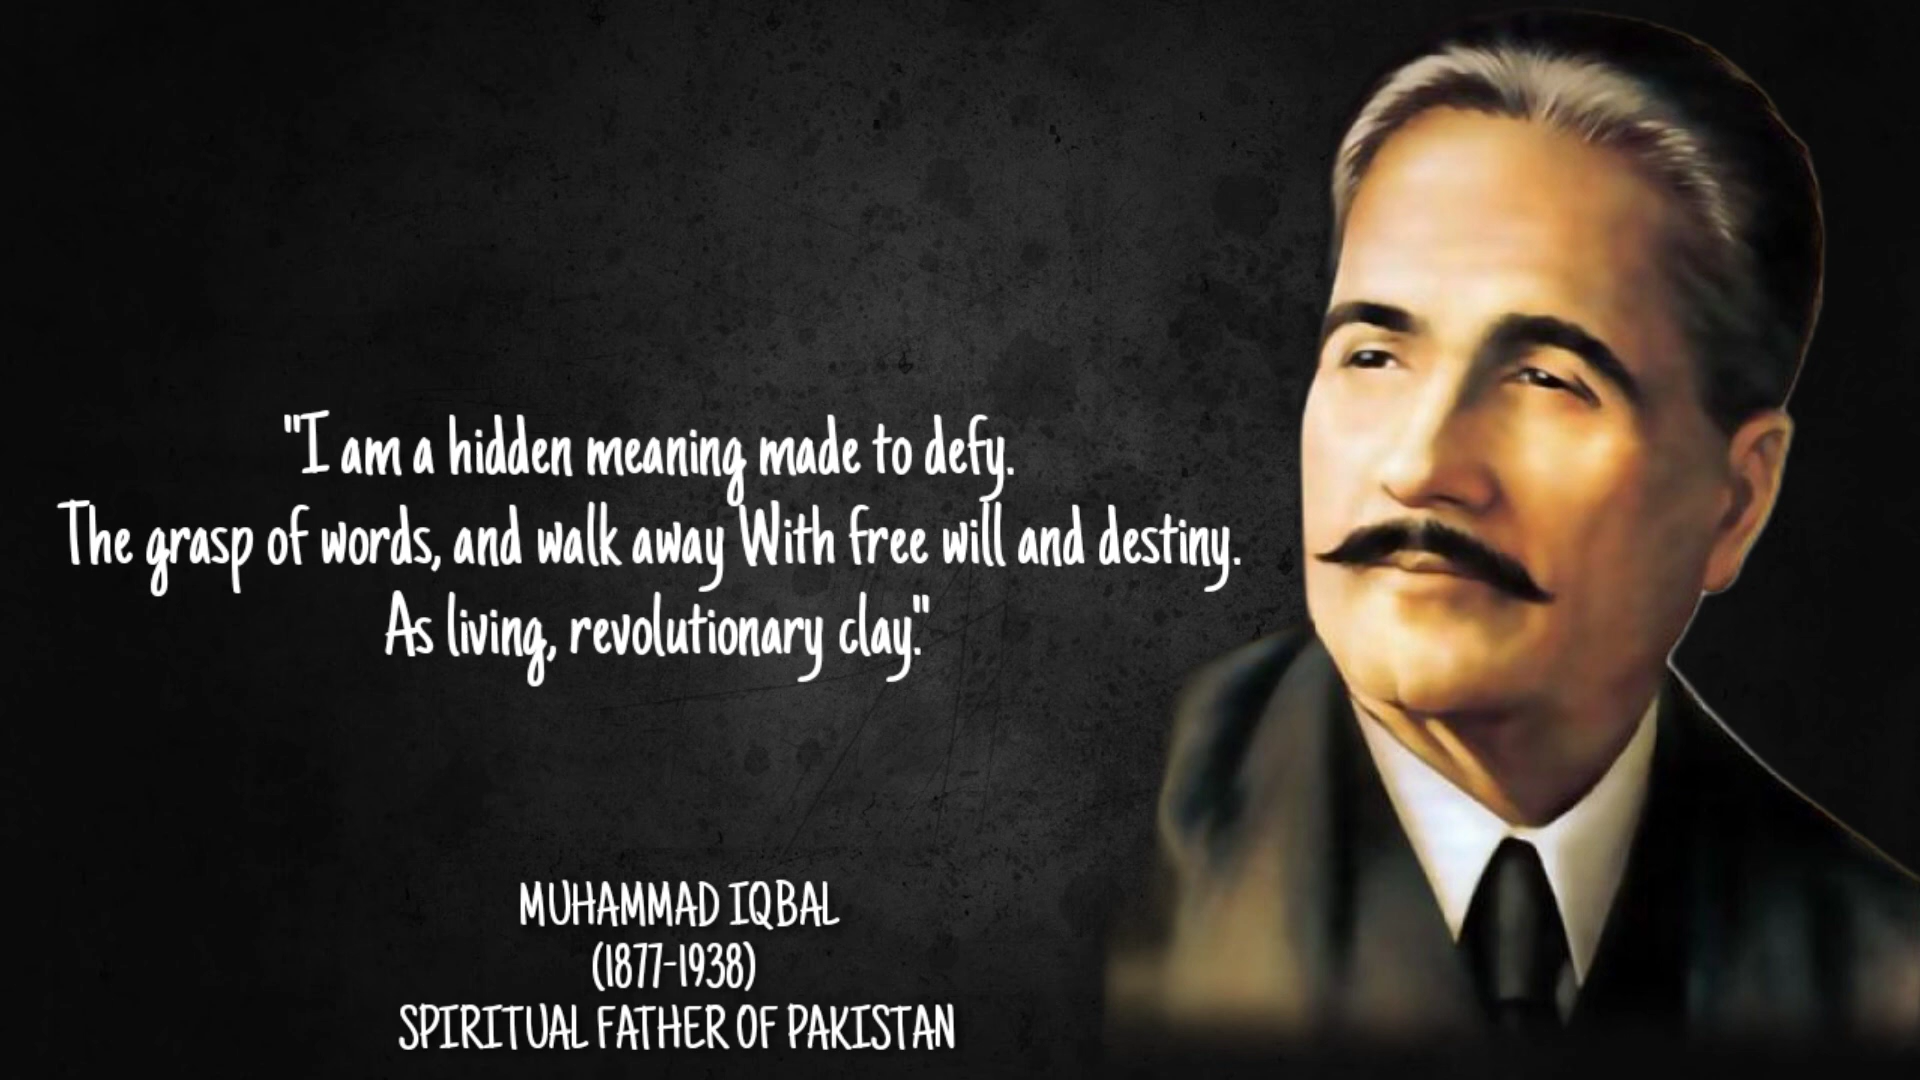 "I am a hidden meaning made to defy.
The grasp of words, and walk away With free will and destiny.
As living, revolutionary clay."
MUHAMMAD IQBAL
(1877-1938)
SPIRITUAL FATHER OF PAKISTAN